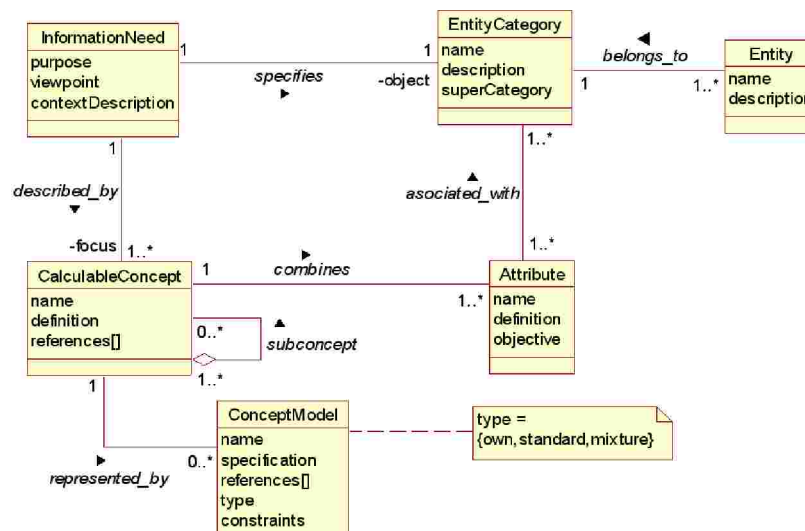 InformationNeed
purpose
viewpoint
contextDescription
1
specifies
1
-object
EntityCategory
name
description
superCategory
belongs_to
1
1..*
Entity
name
description
1
described_by
-focus
1..*
1..*
asociated_with
1..*
CalculableConcept
name
definition
references[]
1
combines
1..*
Attribute
name
definition
objective
0..*
subconcept
1..*
1
represented_by
0..*
ConceptModel
name
specification
references[]
type
constraints
type =
{own,standard,mixture}